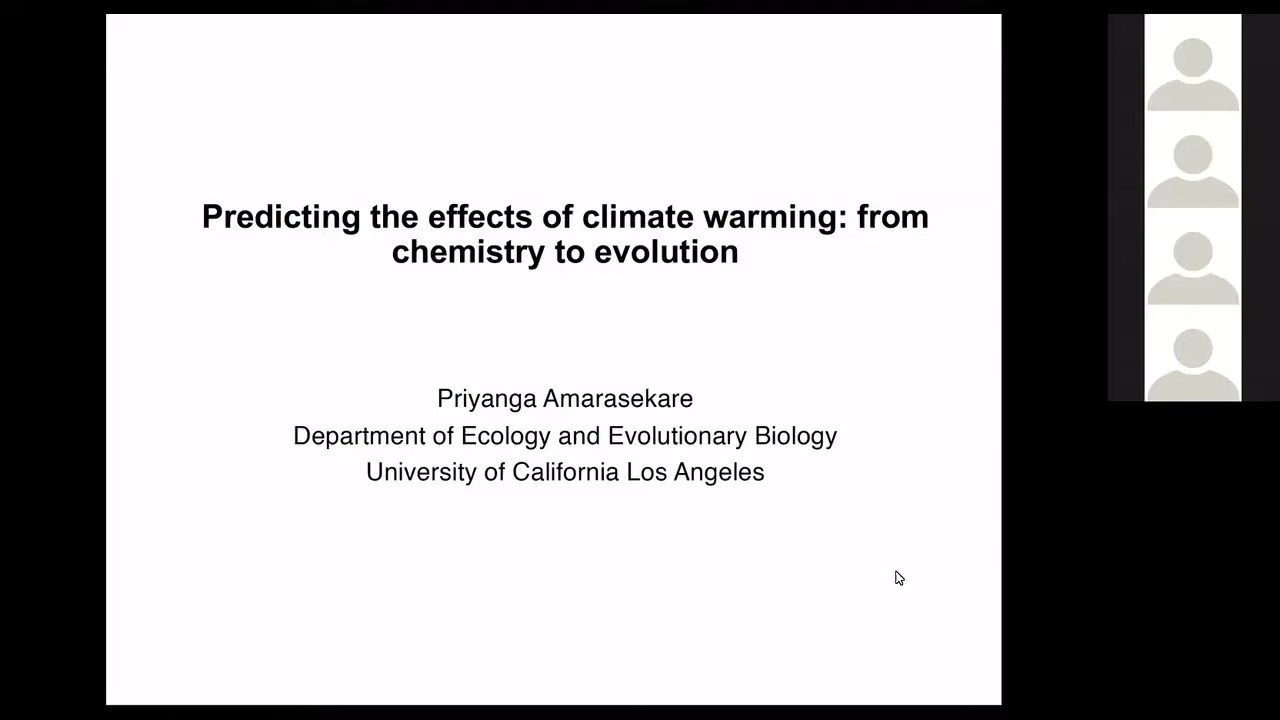 Predicting the effects of climate warming: from
chemistry to evolution
Priyanga Amarasekare
Department of Ecology and Evolutionary Biology
University of California Los Angeles